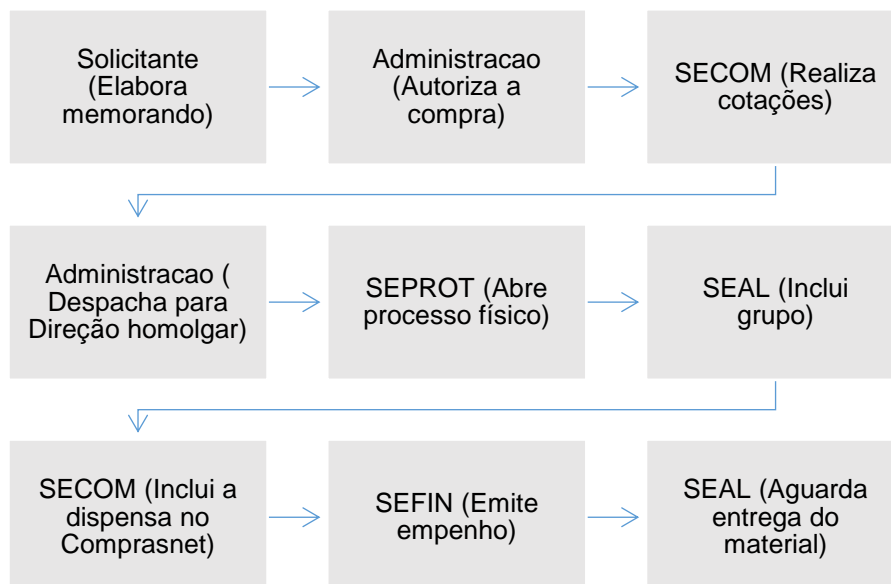 Solicitante
(Elabora
memorando)
Administracao
(Autoriza a
compra)
SECOM (Realiza
cotações)
Administracao (
Despacha para
Direção homolgar)
SEPROT (Abre
processo físico)
SEAL (Inclui
grupo)
SECOM (Inclui a
dispensa no
Comprasnet)
SEFIN (Emite
empenho)
SEAL (Aguarda
entrega do
material)